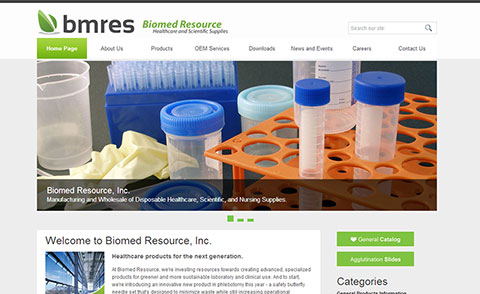 bmres Biomed Resource
Healthcare and Scientific Supplies
Search our site:
Home Page About Us Products OEM Services Downloads News and Events Careers Contact Us
Biomed Resource, Inc.
Manufacturing and Wholesale of Disposable Healthcare, Scientific, and Nursing Supplies.
Welcome to Biomed Resource, Inc.
Healthcare products for the next generation.
At Biomed Resource, we're investing resources towards creating advanced, specialized
products for greener and more sustainable laboratory and clinical use. And to start,
we're introducing an innovative new product in phlebotomy this year - a safety butterfly
needle set that's designed to minimize waste while still increasing operational
General Catalog
Agglutination Slides
Categories
General Products Information